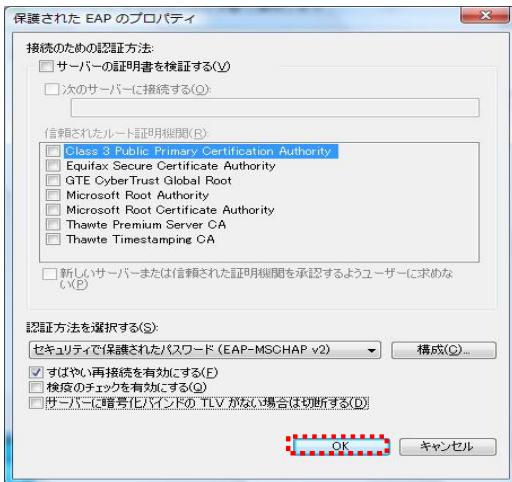 保護された EAP のプロパティ
接続のための認証方法:
サーバーの証明書を検証する(V)
次のサーバーに接続する(O):
信頼されたルート証明機関(R):
Class 3 Public Primary Certification Authority
Equifax Secure Certificate Authority
GTE CyberTrust Global Root
Microsoft Root Authority
Microsoft Root Certificate Authority
Thawte Premium Server CA
Thawte Timestamping CA
新しいサーバーまたは信頼された証明機関を承認するようユーザーに求めな
い(P)
認証方法を選択する(S):
セキュリティで保護されたパスワード (EAP-MSCHAP v2)
構成(C)...
すばやい再接続を有効にする(F)
検疫のチェックを有効にする(Q)
サーバーに暗号化バインドの TLV がない場合は切断する(D)
OK
キャンセル